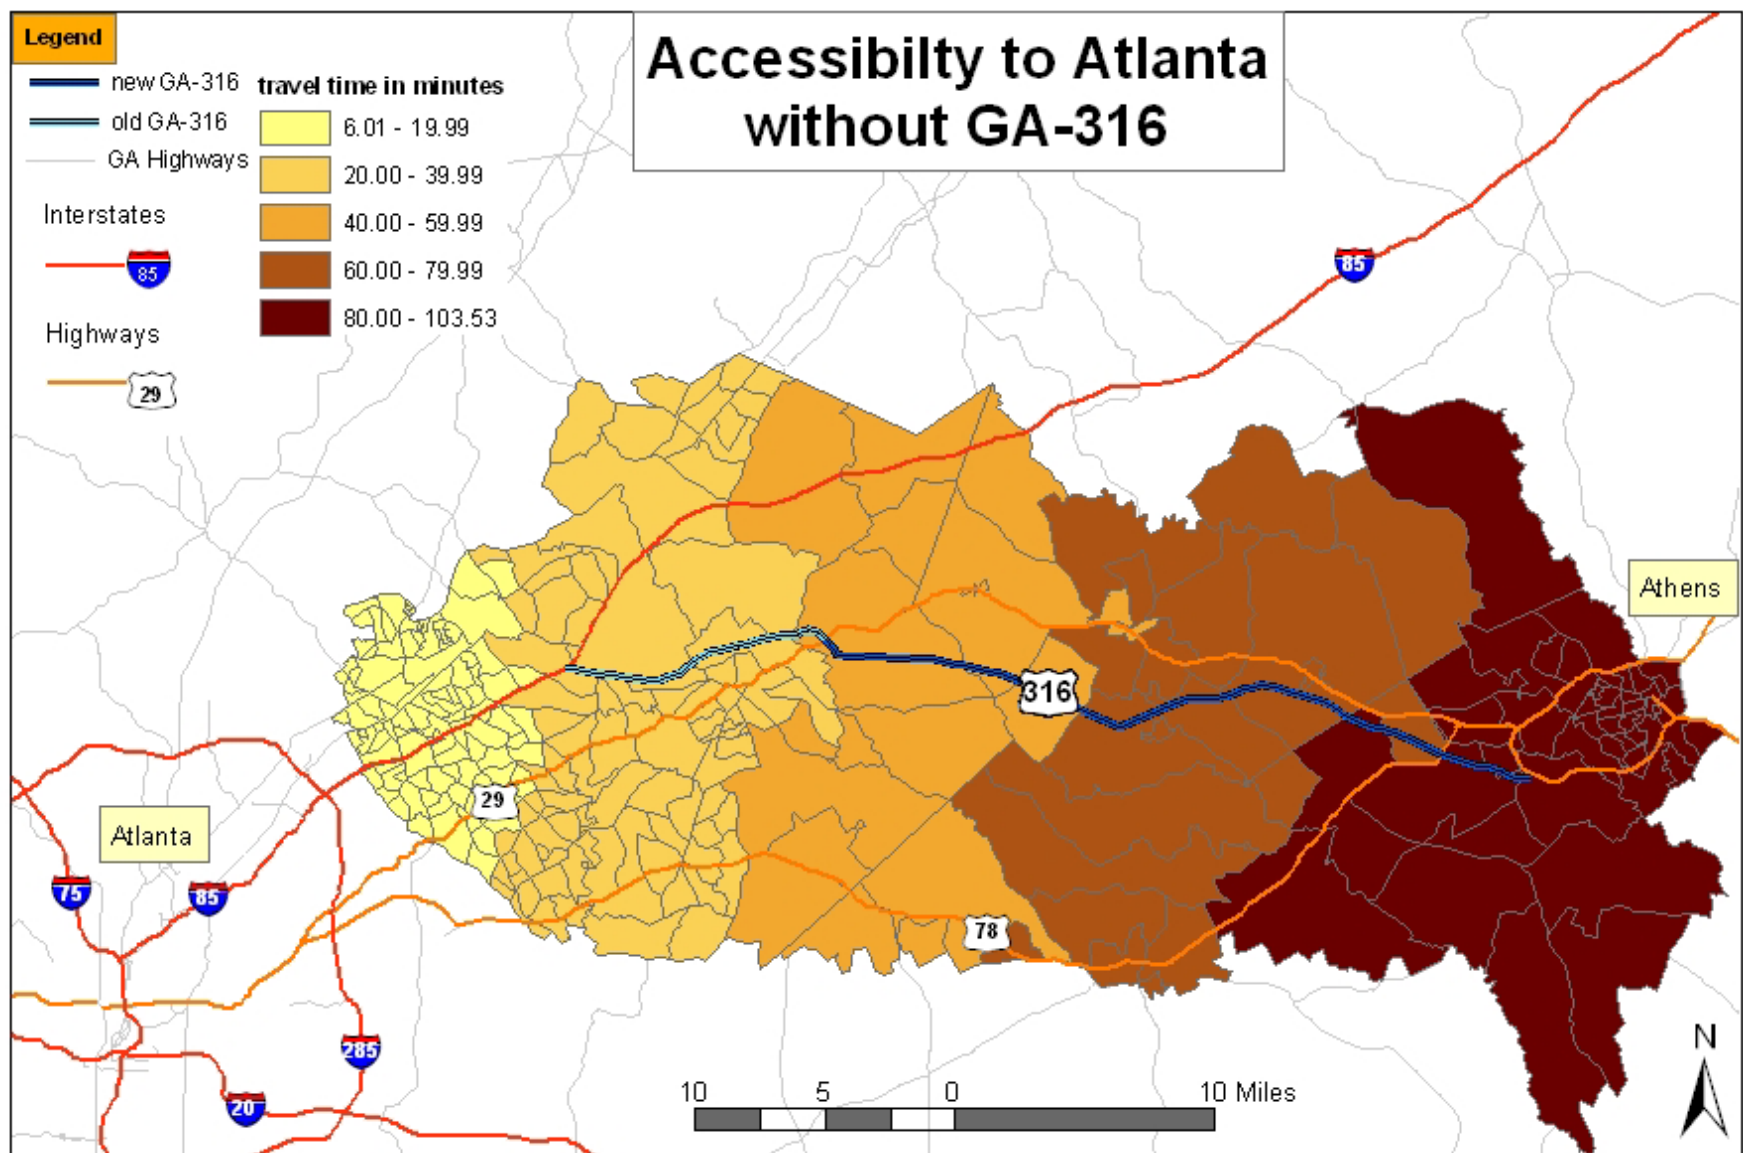 Accessibilty to Atlanta
without GA-316
Legend
new GA-316
old GA-316
GA Highways
Interstates
85
Highways
29
travel time in minutes
6.01 - 19.99
20.00 - 39.99
40.00 - 59.99
60.00 - 79.99
80.00 - 103.53
85
Athens
316
29
Atlanta
75
85
78
285
20
10 5 0 10 Miles
N